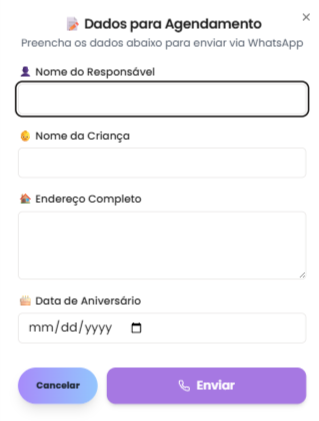 Dados para Agendamento
Preencha os dados abaixo para enviar via WhatsApp
Nome do Responsável
Nome da Criança
Endereço Completo
Data de Aniversário
mm/dd/yyyy
Cancelar
Enviar